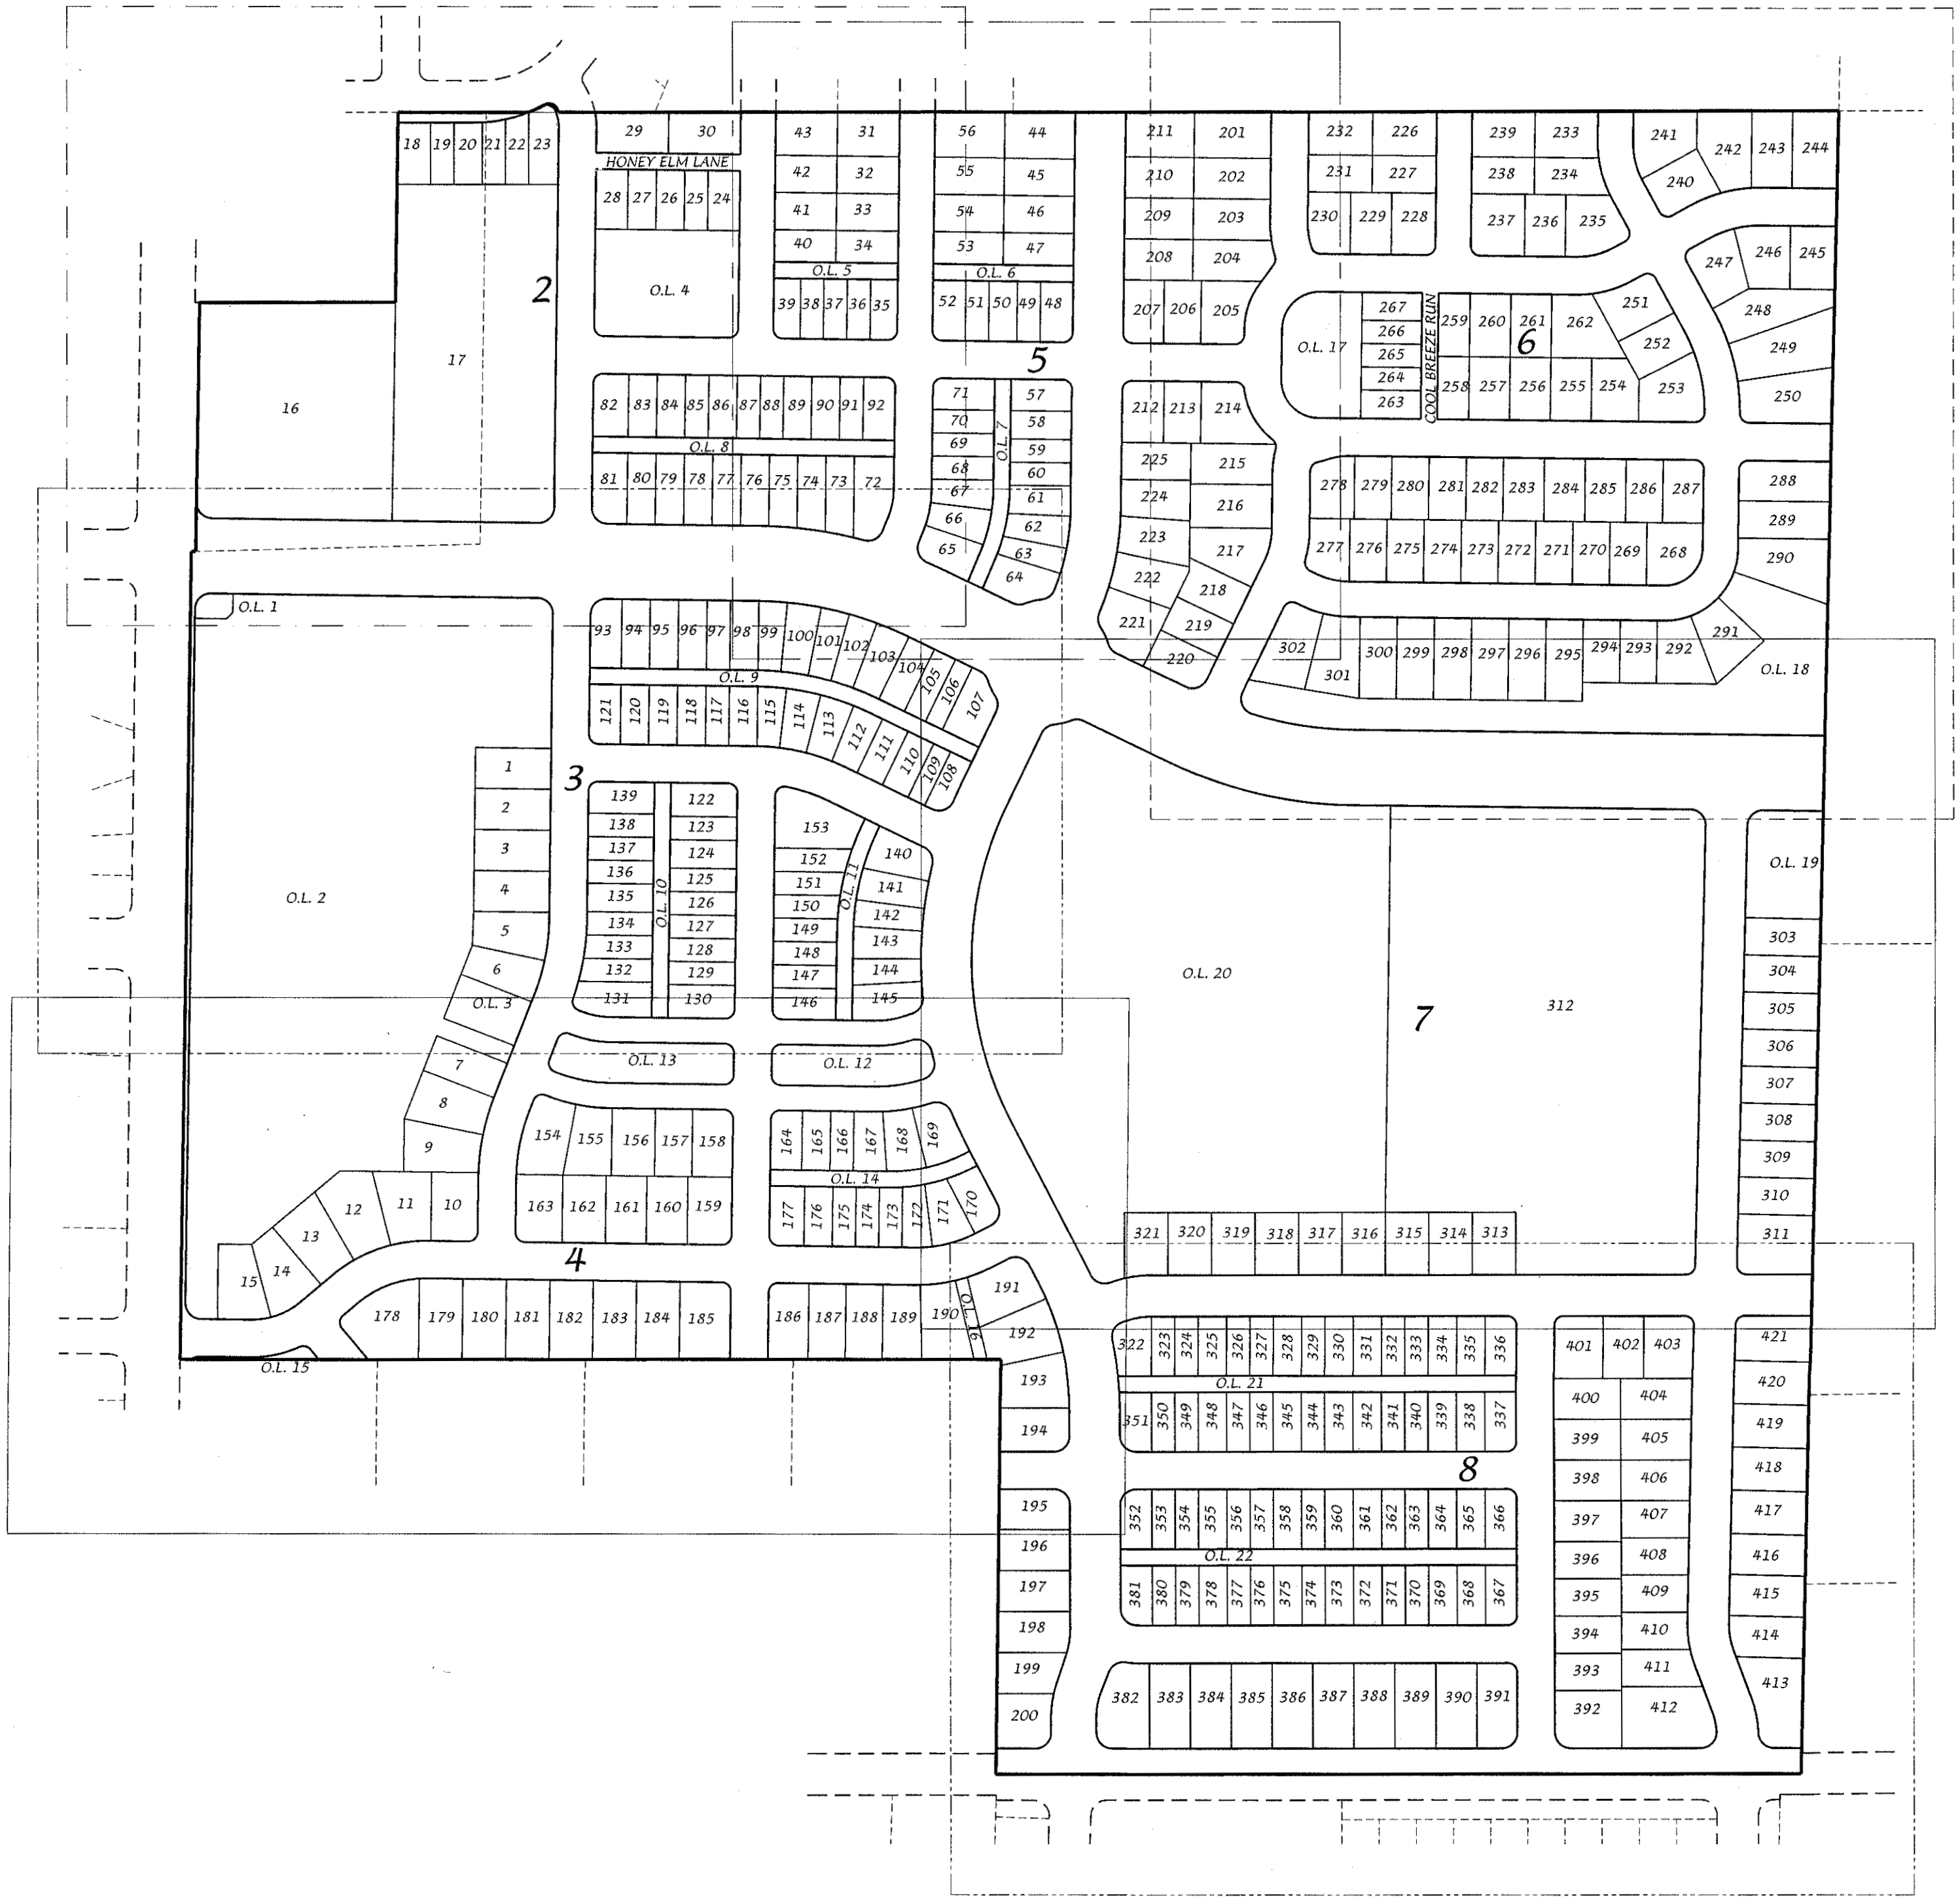 29 30
43 31
56 44
211 201
232 226
239 233
241
242 243 244
18 19 20 21 22 23
HONEY ELM LANE
28 27 26 25 24
42 32
41 33
40 34
O.L. 5
39 38 37 36 35
55 45
54 46
53 47
O.L. 6
52 51 50 49 48
210 202
209 203
208 204
207 206 205
231 227
230 229 228
238 234
237 236 235
240
247 246 245
248
249
250
2
O.L. 4
17
16
5
O.L. 17
267
266
265
264
263
COOL BREEZE RUN
259 260 261 262
251
252
6
258 257 256 255 254 253
82 83 84 85 86 87 88 89 90 91 92
O.L. 8
81 80 79 78 77 76 75 74 73 72
71 57
70 58
69 59
68 60
67 61
66 62
65 63
64
O.L. 7
212 213 214
225 215
224 216
223 217
222 218
221 219
220
278 279 280 281 282 283 284 285 286 287
277 276 275 274 273 272 271 270 269 268
288
289
290
291
302 301 300 299 298 297 296 295 294 293 292
O.L. 18
O.L. 1
93 94 95 96 97 98 99 100 101 102 103 104 105 106 107
O.L. 9
121 120 119 118 117 116 115 114 113 112 111 110 109 108
1
2
3
4
5
6
O.L. 3
7
8
9
10
11
12
13
14
15
O.L. 2
3
139 122
138 123
137 124
136 125
135 126
134 127
133 128
132 129
131 130
O.L. 10
153 140
152 141
151 142
150 143
149 144
148 145
147
146
O.L. 11
O.L. 13
O.L. 12
O.L. 20
7
312
O.L. 19
303
304
305
306
307
308
309
310
311
154 155 156 157 158
163 162 161 160 159
164 165 166 167 168 169
O.L. 14
177 176 175 174 173 172 171 170
4
178 179 180 181 182 183 184 185
186 187 188 189 190
O.L. 16
191
192
193
194
O.L. 15
321 320 319 318 317 316 315 314 313
322 323 324 325 326 327 328 329 330 331 332 333 334 335 336
O.L. 21
351 350 349 348 347 346 345 344 343 342 341 340 339 338 337
8
195
196
197
198
199
200
352 353 354 355 356 357 358 359 360 361 362 363 364 365 366
O.L. 22
381 380 379 378 377 376 375 374 373 372 371 370 369 368 367
382 383 384 385 386 387 388 389 390 391
401 402 403
400 404
399 405
398 406
397 407
396 408
395 409
394 410
393 411
392 412
421
420
419
418
417
416
415
414
413